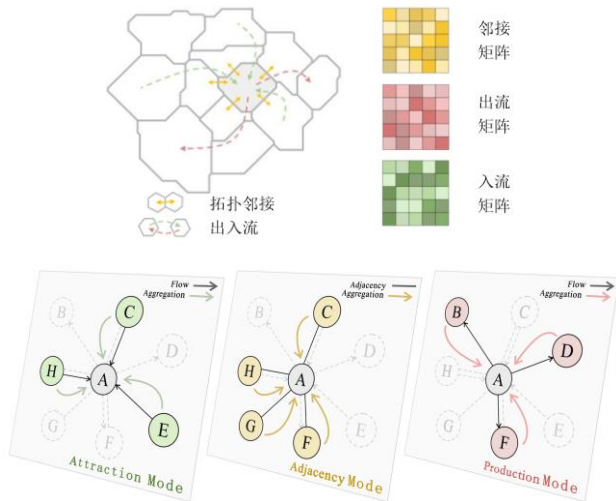 邻接
矩阵
出流
矩阵
入流
矩阵
拓扑邻接
出入流
Flow
Aggregation
B
C
D
H
A
G
E
F
Attraction Mode
Adjacency
Aggregation
B
C
D
H
A
G
E
F
Adjacency Mode
Flow
Aggregation
B
C
D
H
A
G
E
F
Production Mode